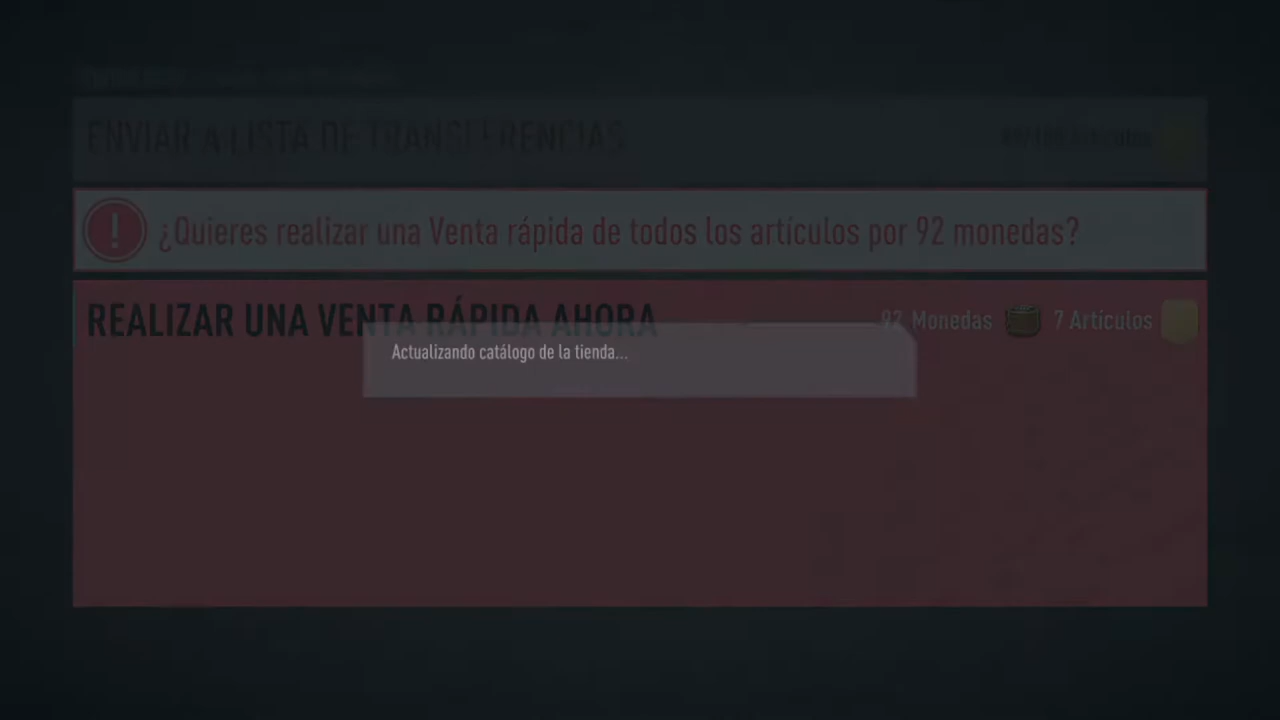 ENVIAR A LISTA DE TRANSFERENCIAS
Artículos
! ¿Quieres realizar una Venta rápida de todos los artículos por 92 monedas?
REALIZAR UNA VENTA RÁPIDA AHORA 92 Monedas 7 Artículos
Actualizando catálogo de la tienda...